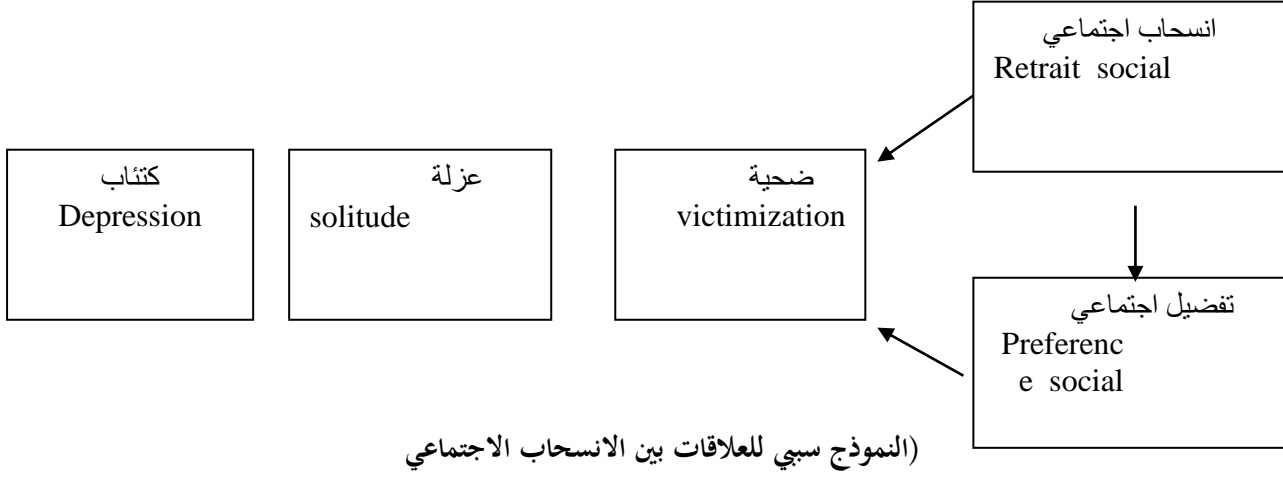 انسحاب اجتماعي
Retrait social
ضحية
victimization
عزلة
solitude
كتئاب
Depression
تفضيل اجتماعي
Preferenc
e social
(النموذج سببي للعلاقات بين الانسحاب الاجتماعي